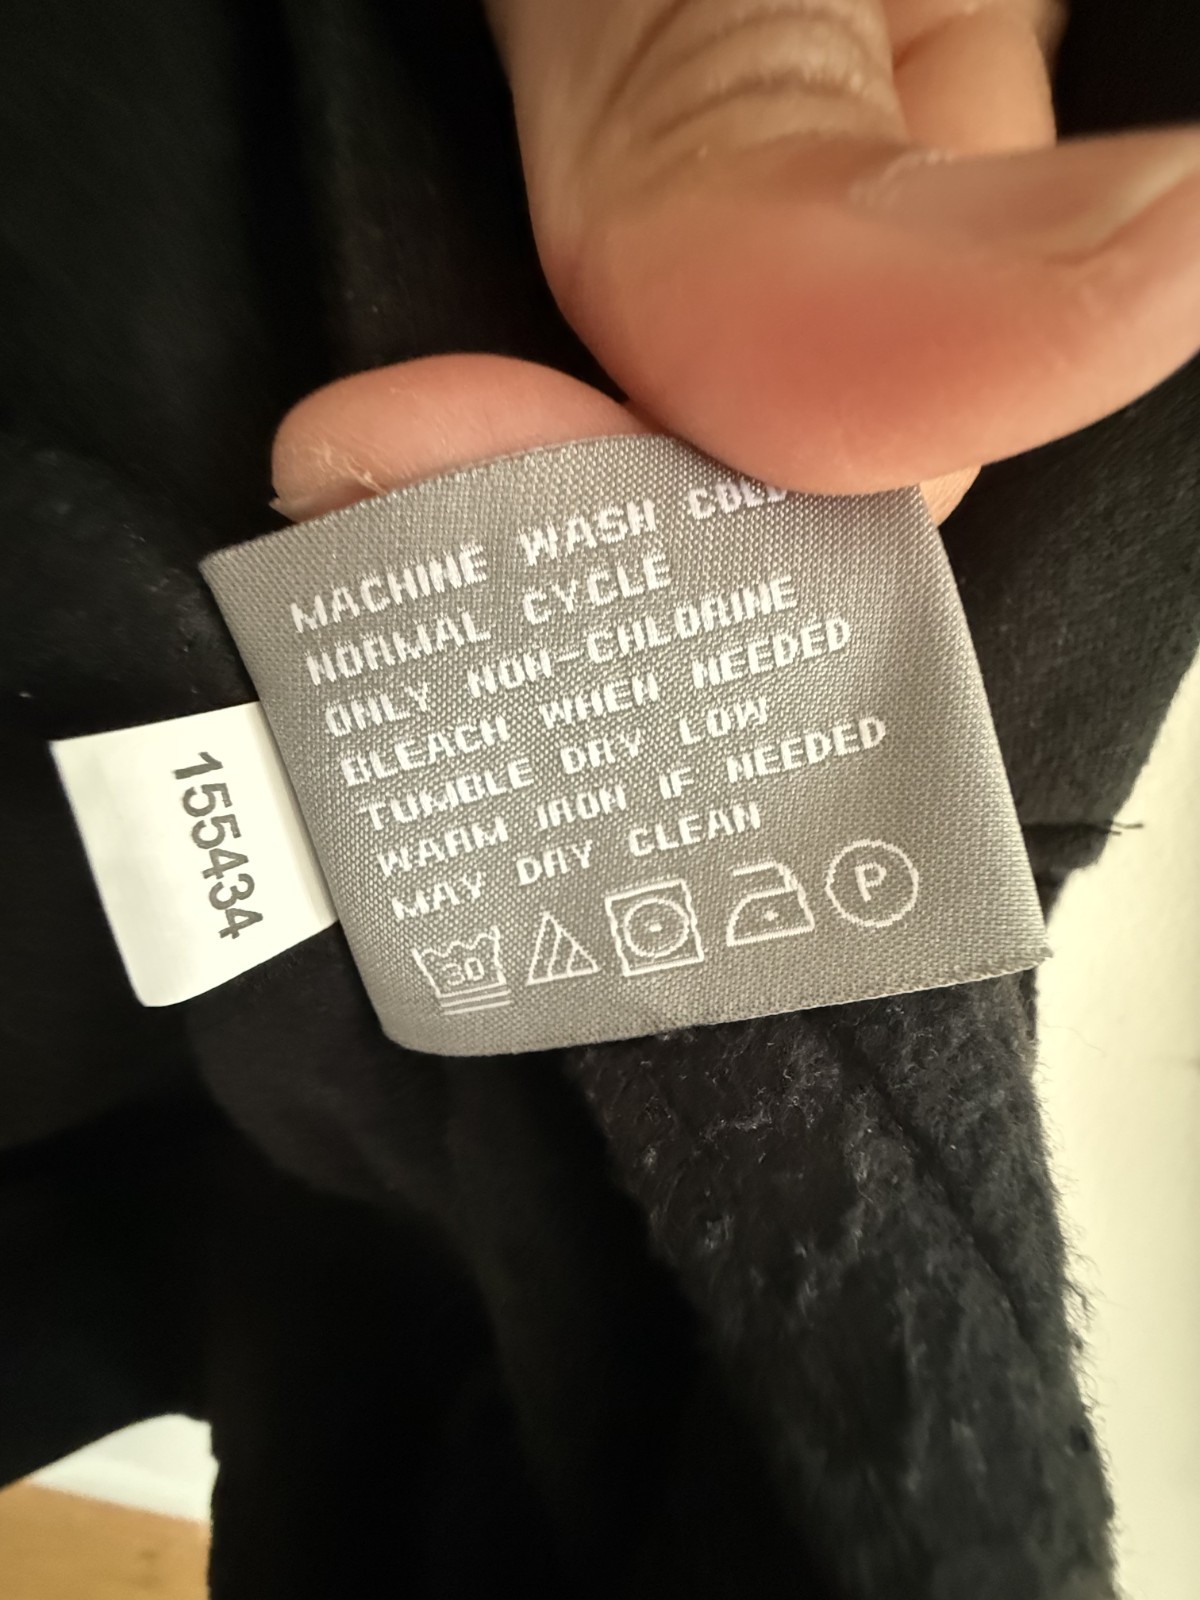 MACHINE WASH COLD
NORMAL CYCLE
ONLY NON-CHLORINE
BLEACH WHEN NEEDED
TUMBLE DRY LOW
WARM IRON IF NEEDED
MAY DRY CLEAN
30 P
155434